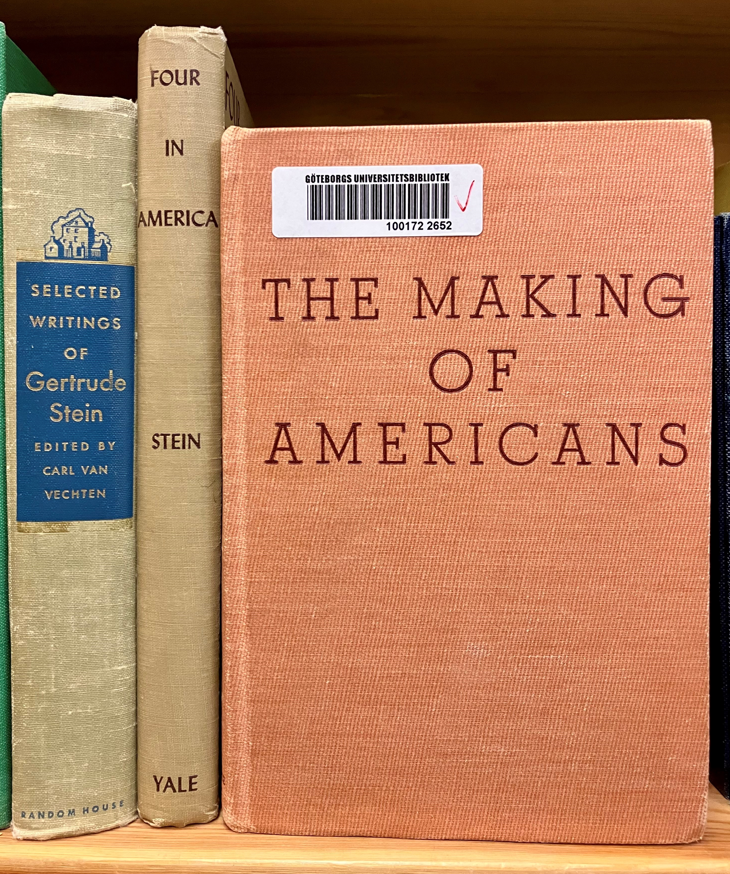 SELECTED
WRITINGS
OF
Gertrude
Stein
EDITED BY
CARL VAN
VECHTEN
RANDOM HOUSE
FOUR
IN
AMERICA
STEIN
YALE
FOUR
GÖTEBORGS UNIVERSITETSBIBLIOTEK
100172 2652
THE MAKING
OF
AMERICANS